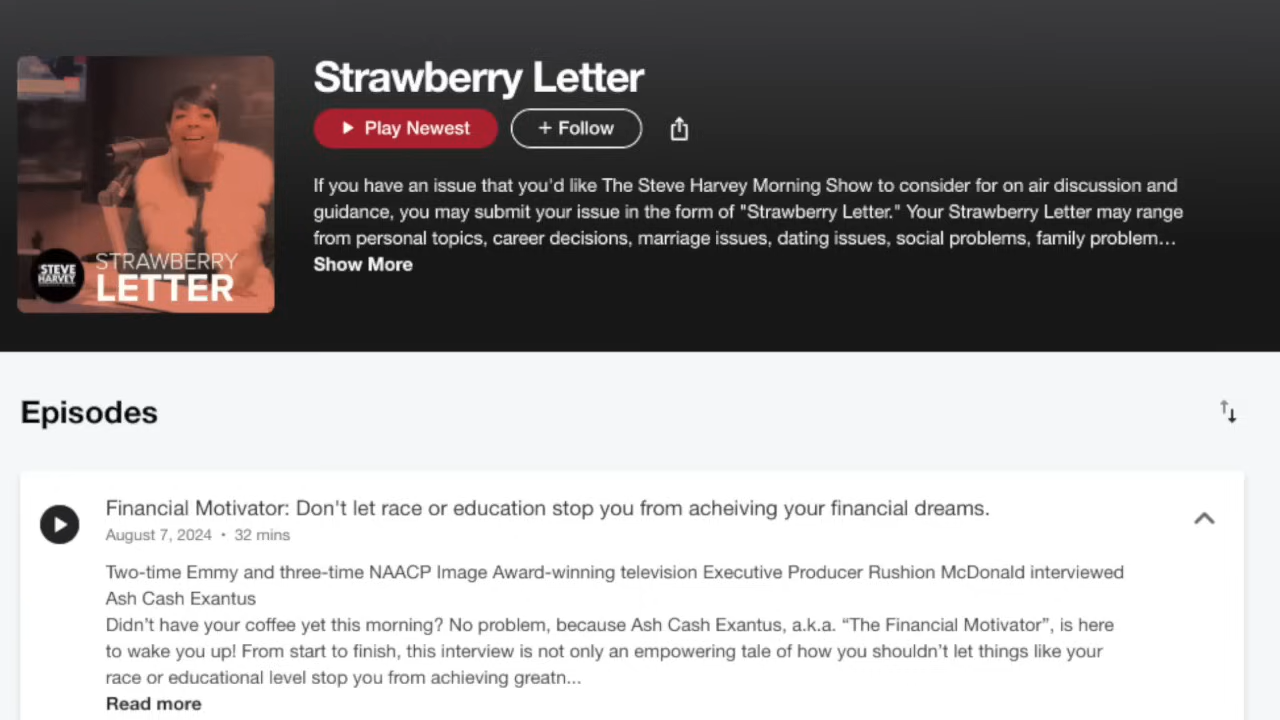 Strawberry Letter
Play Newest
+ Follow
If you have an issue that you'd like The Steve Harvey Morning Show to consider for on air discussion and
guidance, you may submit your issue in the form of "Strawberry Letter." Your Strawberry Letter may range
from personal topics, career decisions, marriage issues, dating issues, social problems, family problem...
Show More
STEVE
HARVEY
STRAWBERRY
LETTER
Episodes
Financial Motivator: Don't let race or education stop you from acheiving your financial dreams.
August 7, 2024 • 32 mins
Two-time Emmy and three-time NAACP Image Award-winning television Executive Producer Rushion McDonald interviewed
Ash Cash Exantus
Didn’t have your coffee yet this morning? No problem, because Ash Cash Exantus, a.k.a. “The Financial Motivator”, is here
to wake you up! From start to finish, this interview is not only an empowering tale of how you shouldn’t let things like your
race or educational level stop you from achieving greatn...
Read more